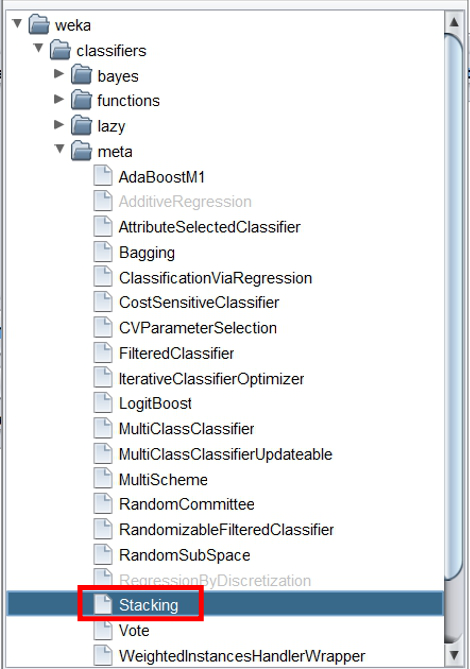 weka
classifiers
bayes
functions
lazy
meta
AdaBoostM1
AdditiveRegression
AttributeSelectedClassifier
Bagging
ClassificationViaRegression
CostSensitiveClassifier
CVParameterSelection
FilteredClassifier
IterativeClassifierOptimizer
LogitBoost
MultiClassClassifier
MultiClassClassifierUpdateable
MultiScheme
RandomCommittee
RandomizableFilteredClassifier
RandomSubSpace
RegressionByDiscretization
Stacking
Vote
WeightedInstancesHandlerWrapper